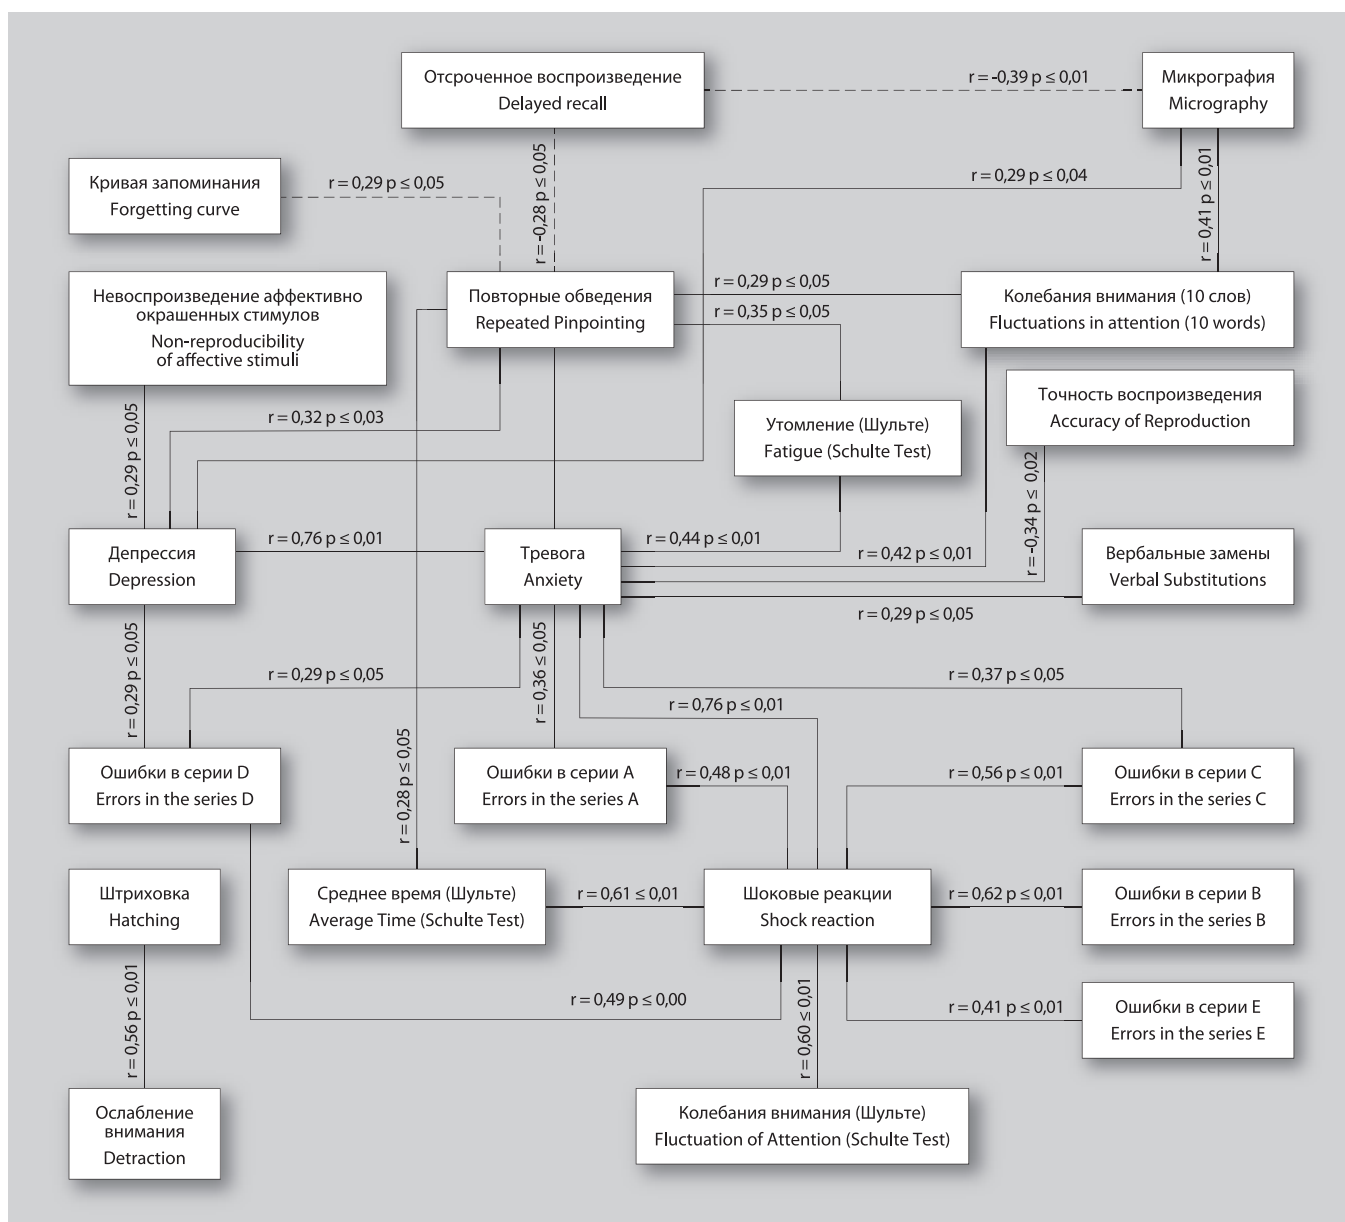 Отсроченное воспроизведение
Delayed recall
r = -0,39 p ≤ 0,01
Микрография
Micrography
Кривая запоминания
Forgetting curve
r = 0,29 p ≤ 0,05
r = -0,28 p ≤ 0,05
r = 0,29 p ≤ 0,04
r = 0,41 p ≤ 0,01
Невоспроизведение аффективно
окрашенных стимулов
Non-reproducibility
of affective stimuli
Повторные обведения
Repeated Pinpointing
r = 0,29 p ≤ 0,05
r = 0,35 p ≤ 0,05
Колебания внимания (10 слов)
Fluctuations in attention (10 words)
Точность воспроизведения
Accuracy of Reproduction
r = 0,32 p ≤ 0,03
Утомление (Шульте)
Fatigue (Schulte Test)
r = 0,29 p ≤ 0,05
r = -0,34 p ≤ 0,02
Депрессия
Depression
r = 0,76 p ≤ 0,01
Тревога
Anxiety
r = 0,44 p ≤ 0,01
r = 0,42 p ≤ 0,01
Вербальные замены
Verbal Substitutions
r = 0,29 p ≤ 0,05
r = 0,29 p ≤ 0,05
r = 0,29 p ≤ 0,05
r = 0,36 p ≤ 0,05
r = 0,37 p ≤ 0,05
r = 0,76 p ≤ 0,01
r = 0,28 p ≤ 0,05
Ошибки в серии D
Errors in the series D
Ошибки в серии A
Errors in the series A
r = 0,48 p ≤ 0,01
r = 0,56 p ≤ 0,01
Ошибки в серии C
Errors in the series C
Штриховка
Hatching
Среднее время (Шульте)
Average Time (Schulte Test)
r = 0,61 ≤ 0,01
Шоковые реакции
Shock reaction
r = 0,62 p ≤ 0,01
Ошибки в серии B
Errors in the series B
r = 0,56 p ≤ 0,01
r = 0,49 p ≤ 0,00
r = 0,60 ≤ 0,01
r = 0,41 p ≤ 0,01
Ошибки в серии E
Errors in the series E
Ослабление
внимания
Detraction
Колебания внимания (Шульте)
Fluctuation of Attention (Schulte Test)